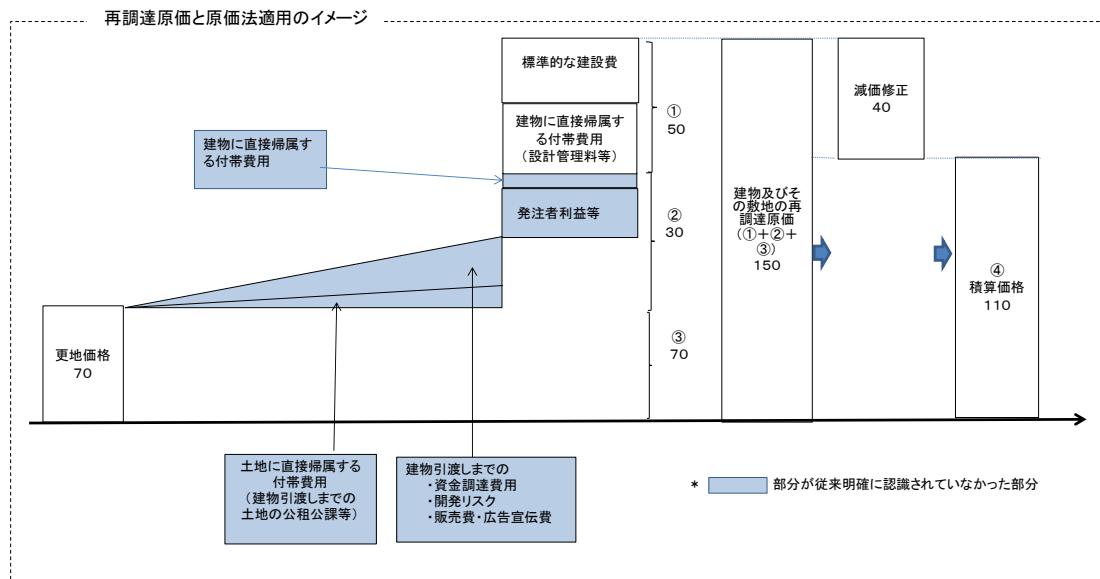 再調達原価と原価法適用のイメージ
標準的な建設費
建物に直接帰属する
付帯費用
（設計管理料等）
建物に直接帰属す
る付帯費用
発注者利益等
①
50
②
30
③
70
更地価格
70
建物及びそ
の敷地の再
調達原価
（①＋②＋
③）
150
減価修正
40
④
積算価格
110
土地に直接帰属する
付帯費用
（建物引渡しまでの
土地の公租公課等）
建物引渡しまでの
・資金調達費用
・開発リスク
・販売費・広告宣伝費
* 部分が従来明確に認識されていなかった部分